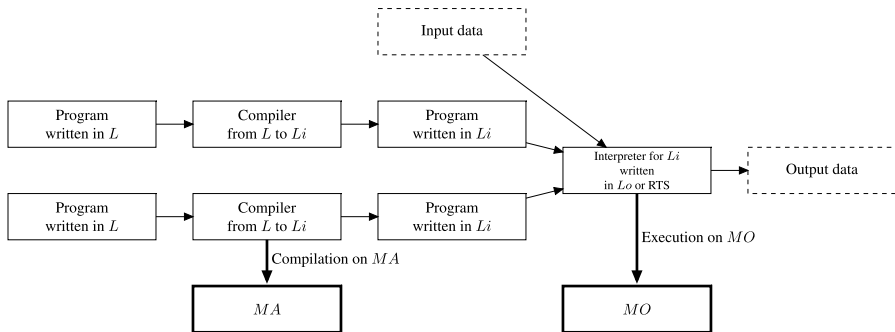 Input data
Program
written in L
Compiler
from L to Li
Program
written in Li
Interpreter for Li
written
in Lo or RTS
Output data
Program
written in L
Compiler
from L to Li
Program
written in Li
Compilation on MA
Execution on MO
MA
MO